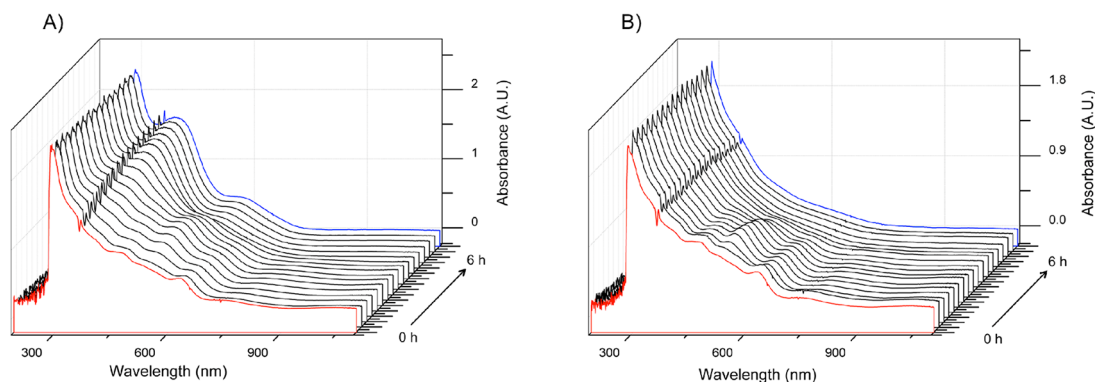 A)
2
1
0
Absorbance (A.U.)
6 h
0 h
300
600
900
Wavelength (nm)
B)
1.8
0.9
0.0
Absorbance (A.U.)
6 h
0 h
300
600
900
Wavelength (nm)